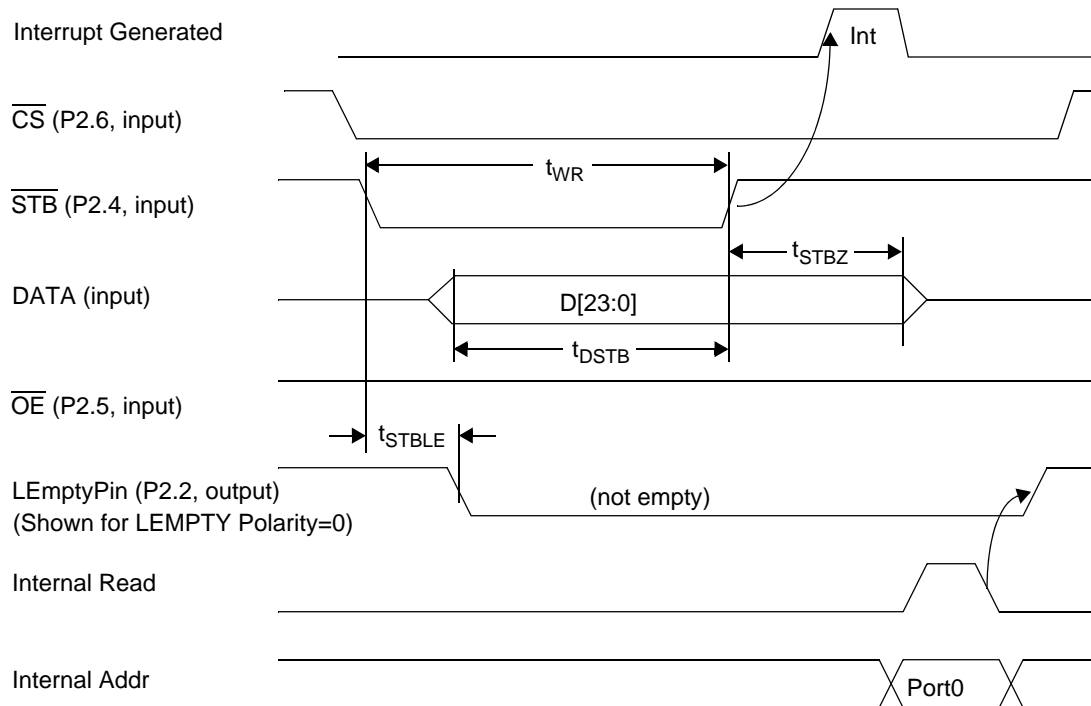 Interrupt Generated
Int
CS (P2.6, input)
tWR
STB (P2.4, input)
tSTBZ
DATA (input)
D[23:0]
tDSTB
OE (P2.5, input)
tSTBLE
LEmptyPin (P2.2, output)
(not empty)
(Shown for LEMPTY Polarity=0)
Internal Read
Internal Addr
Port0